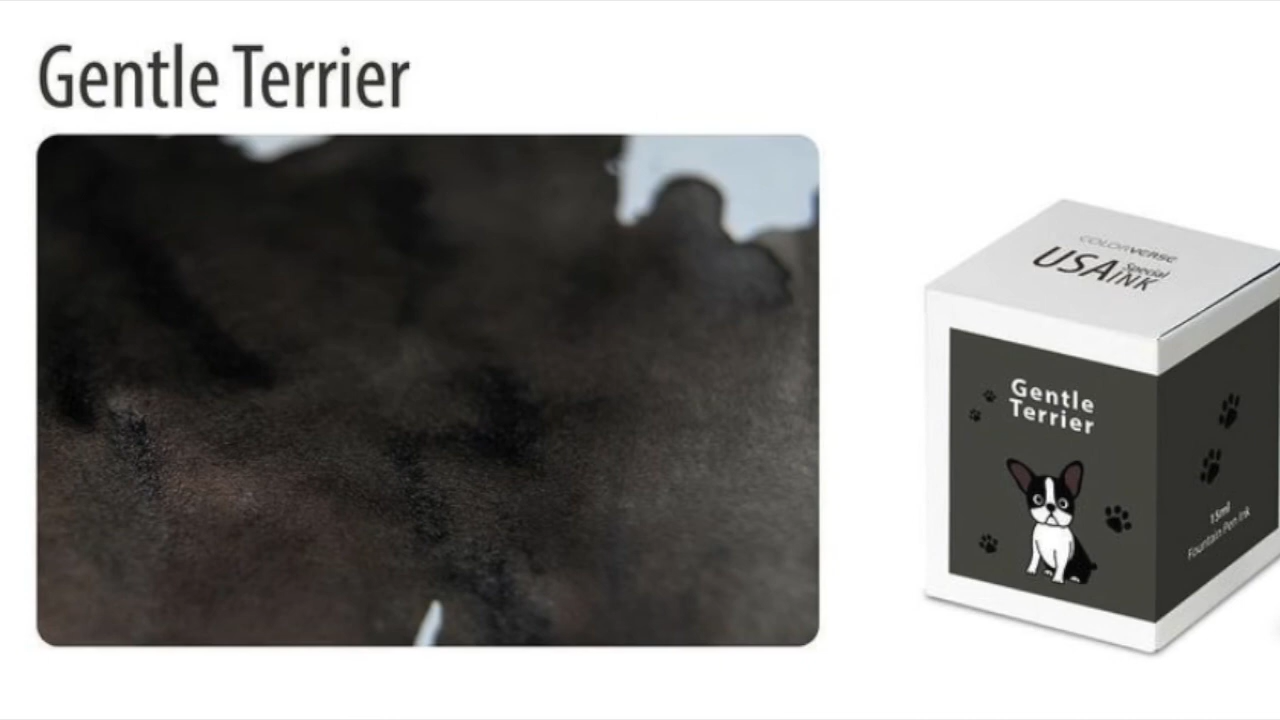 Gentle Terrier
COLORVERSE
USA Special
iNK
Gentle
Terrier
15ml
Fountain Pen Ink